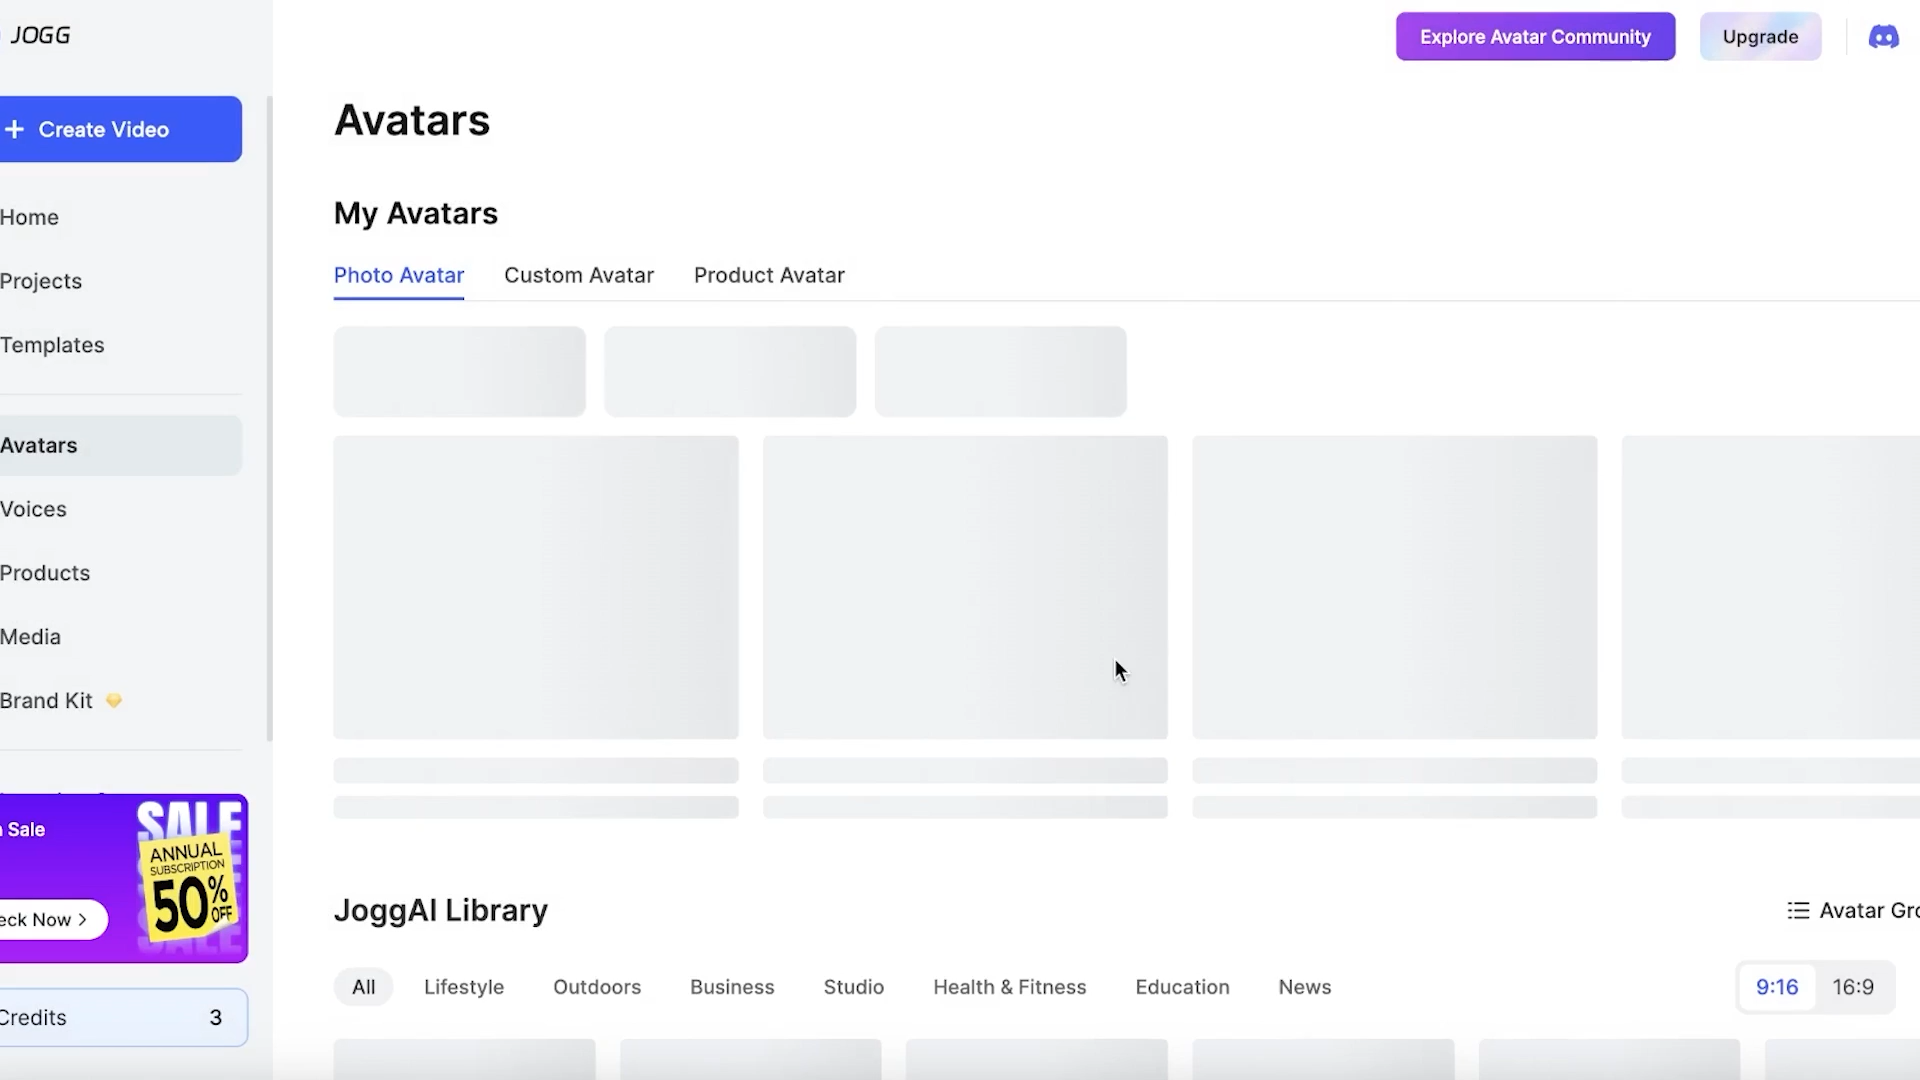 JOGG
Explore Avatar Community
Upgrade
+ Create Video
Home
Projects
Templates
Avatars
Voices
Products
Media
Brand Kit
Sale
SALE
ANNUAL
SUBSCRIPTION
50%
OFF
eck Now >
Credits 3
Avatars
My Avatars
Photo Avatar Custom Avatar Product Avatar
JoggAI Library
Avatar Gro
All Lifestyle Outdoors Business Studio Health & Fitness Education News
9:16 16:9